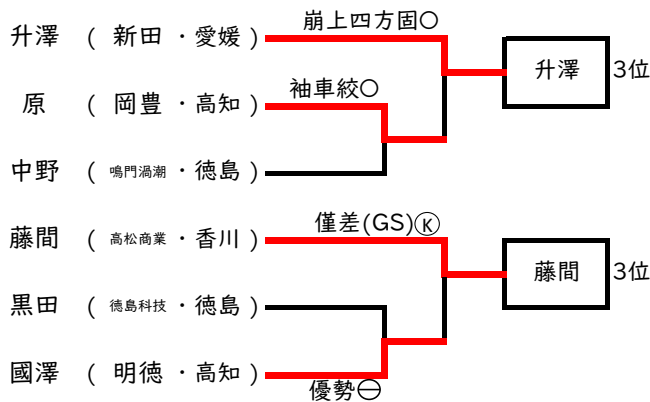 崩上四方固○
升澤 ( 新田 ・愛媛 )
升澤 3位
袖車絞○
原 ( 岡豊 ・高知 )
中野 ( 鳴門渦潮 ・徳島 )
僅差(GS)Ⓚ
藤間 ( 高松商業 ・香川 )
藤間 3位
黒田 ( 徳島科技 ・徳島 )
國澤 ( 明徳 ・高知 )
優勢⊖